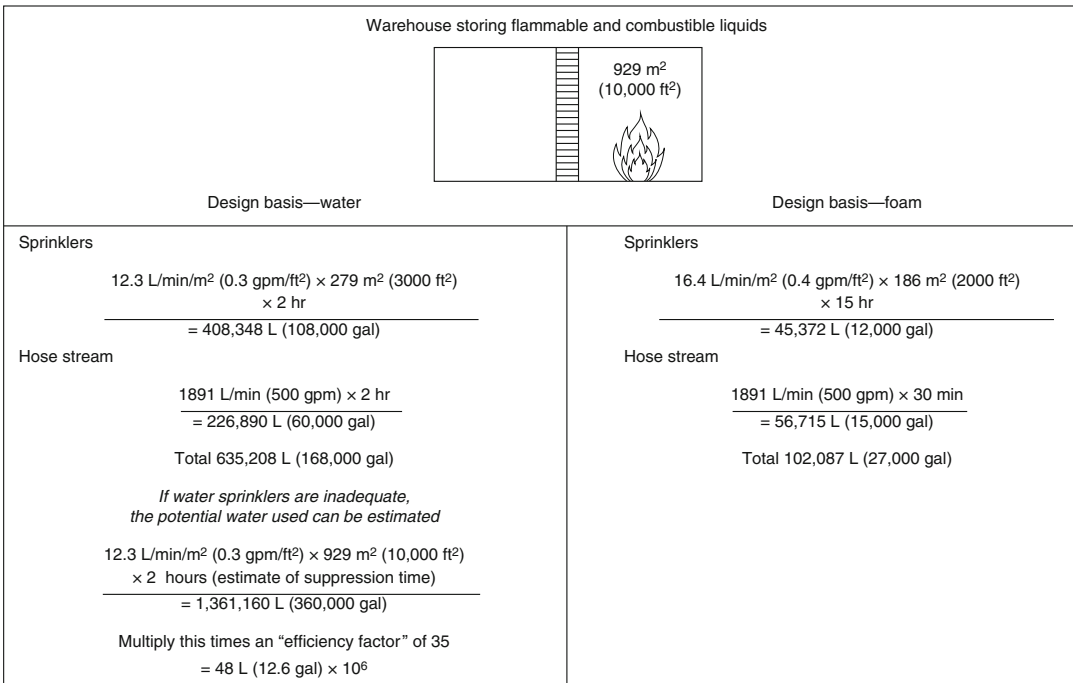 Warehouse storing flammable and combustible liquids
929 m²
(10,000 ft²)
Design basis—water
Design basis—foam
Sprinklers
12.3 L/min/m² (0.3 gpm/ft²) × 279 m² (3000 ft²)
× 2 hr
= 408,348 L (108,000 gal)
Hose stream
1891 L/min (500 gpm) × 2 hr
= 226,890 L (60,000 gal)
Total 635,208 L (168,000 gal)
If water sprinklers are inadequate,
the potential water used can be estimated
12.3 L/min/m² (0.3 gpm/ft²) × 929 m² (10,000 ft²)
× 2 hours (estimate of suppression time)
= 1,361,160 L (360,000 gal)
Multiply this times an “efficiency factor” of 35
= 48 L (12.6 gal) × 10⁶
Sprinklers
16.4 L/min/m² (0.4 gpm/ft²) × 186 m² (2000 ft²)
× 15 hr
= 45,372 L (12,000 gal)
Hose stream
1891 L/min (500 gpm) × 30 min
= 56,715 L (15,000 gal)
Total 102,087 L (27,000 gal)